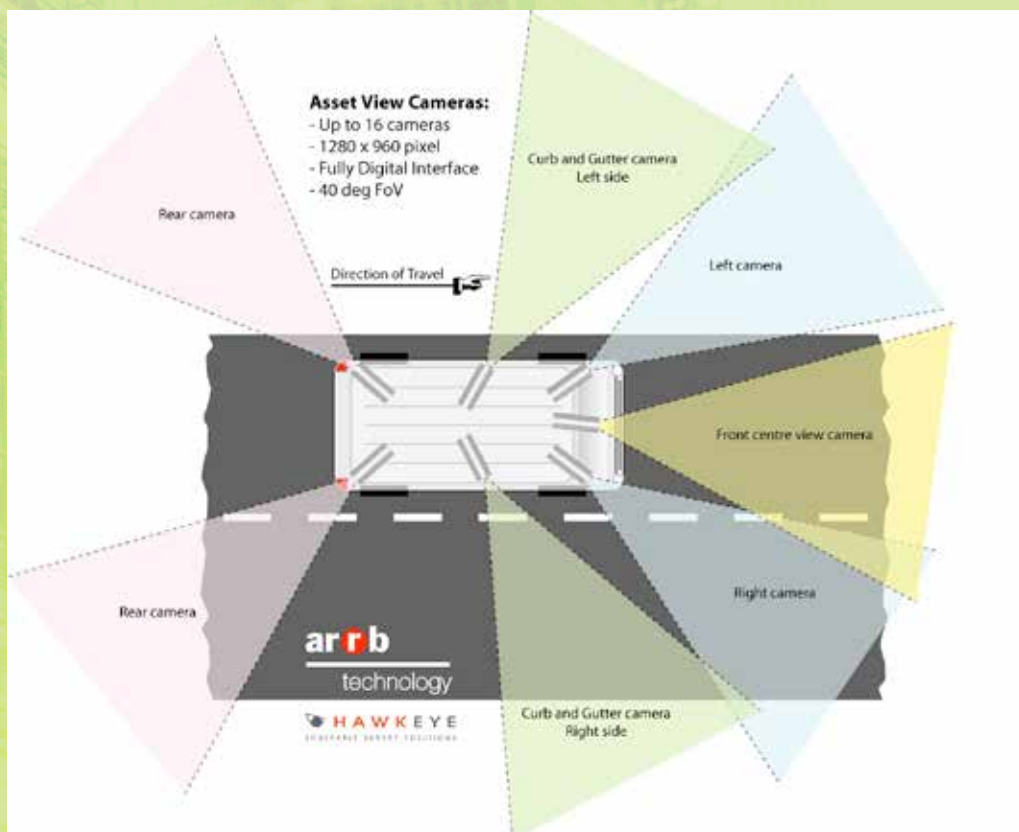 Asset View Cameras:
- Up to 16 cameras
- 1280 x 960 pixel
- Fully Digital Interface
- 40 deg FoV
Curb and Gutter camera
Left side
Rear camera
Left camera
Direction of Travel
Front centre view camera
Right camera
Rear camera
arrb
technology
HAWKEYE
SURVEY SOLUTIONS
Curb and Gutter camera
Right side